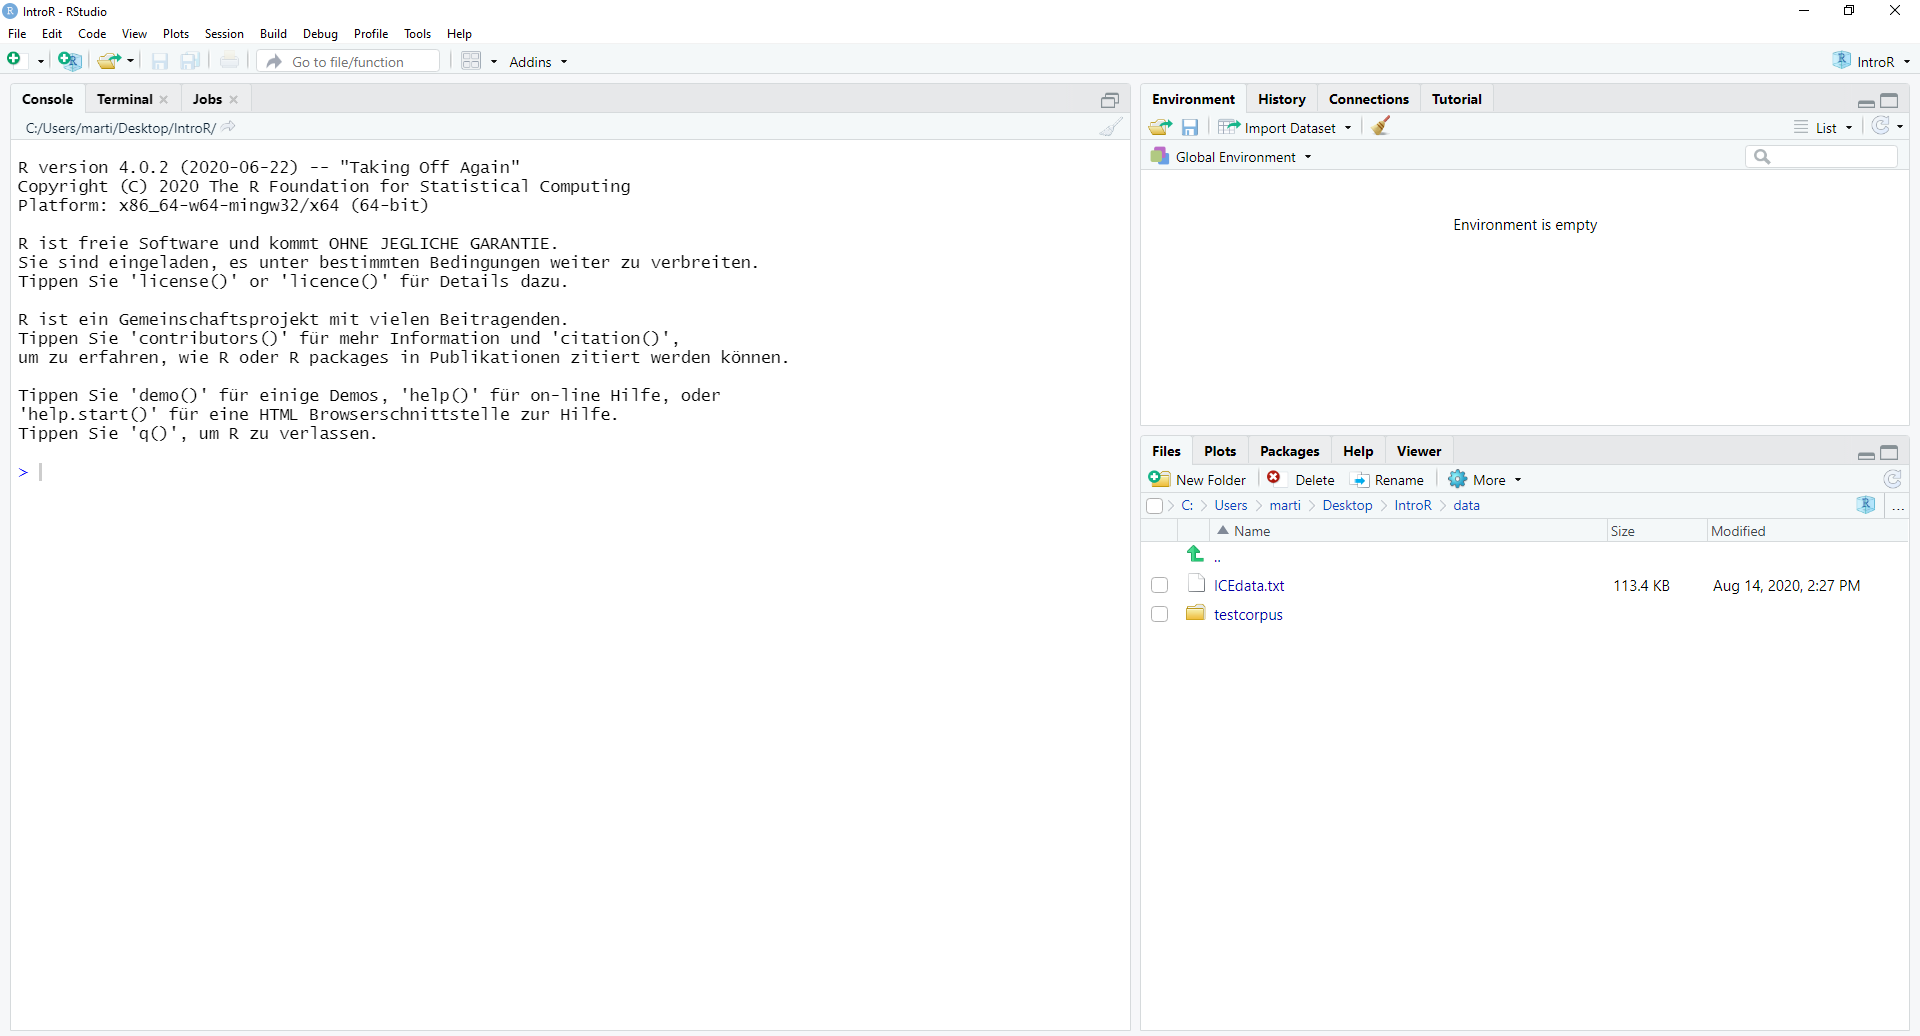 IntroR - RStudio
File Edit Code View Plots Session Build Debug Profile Tools Help
Go to file/function Addins IntroR
Console Terminal Jobs
C:/Users/marti/Desktop/IntroR/
R version 4.0.2 (2020-06-22) -- "Taking Off Again"
Copyright (C) 2020 The R Foundation for Statistical Computing
Platform: x86_64-w64-mingw32/x64 (64-bit)
R ist freie Software und kommt OHNE JEGLICHE GARANTIE.
Sie sind eingeladen, es unter bestimmten Bedingungen weiter zu verbreiten.
Tippen Sie 'license()' or 'licence()' für Details dazu.
R ist ein Gemeinschaftsprojekt mit vielen Beitragenden.
Tippen Sie 'contributors()' für mehr Information und 'citation()',
um zu erfahren, wie R oder R packages in Publikationen zitiert werden können.
Tippen Sie 'demo()' für einige Demos, 'help()' für on-line Hilfe, oder
'help.start()' für eine HTML Browserschnittstelle zur Hilfe.
Tippen Sie 'q()', um R zu verlassen.
>
Environment History Connections Tutorial
Import Dataset List
Global Environment
Environment is empty
Files Plots Packages Help Viewer
New Folder Delete Rename More
C: Users marti Desktop IntroR data ...
Name Size Modified
..
ICEdata.txt 113.4 KB Aug 14, 2020, 2:27 PM
testcorpus